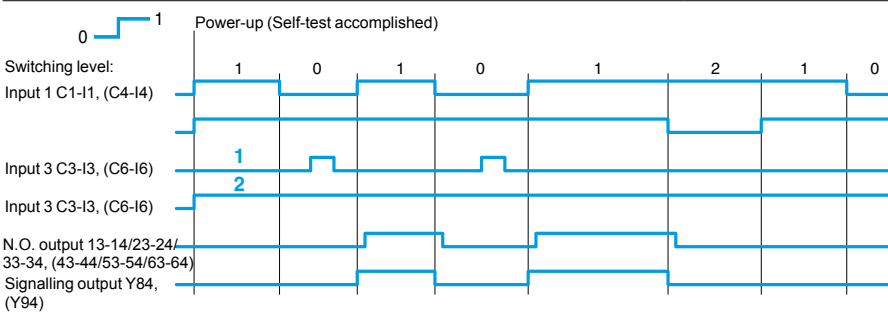 0 1 Power-up (Self-test accomplished)
Switching level: 1 0 1 0 1 2 1 0
Input 1 C1-I1, (C4-I4)
1
Input 3 C3-I3, (C6-I6)
2
Input 3 C3-I3, (C6-I6)
N.O. output 13-14/23-24/
33-34, (43-44/53-54/63-64)
Signalling output Y84,
(Y94)